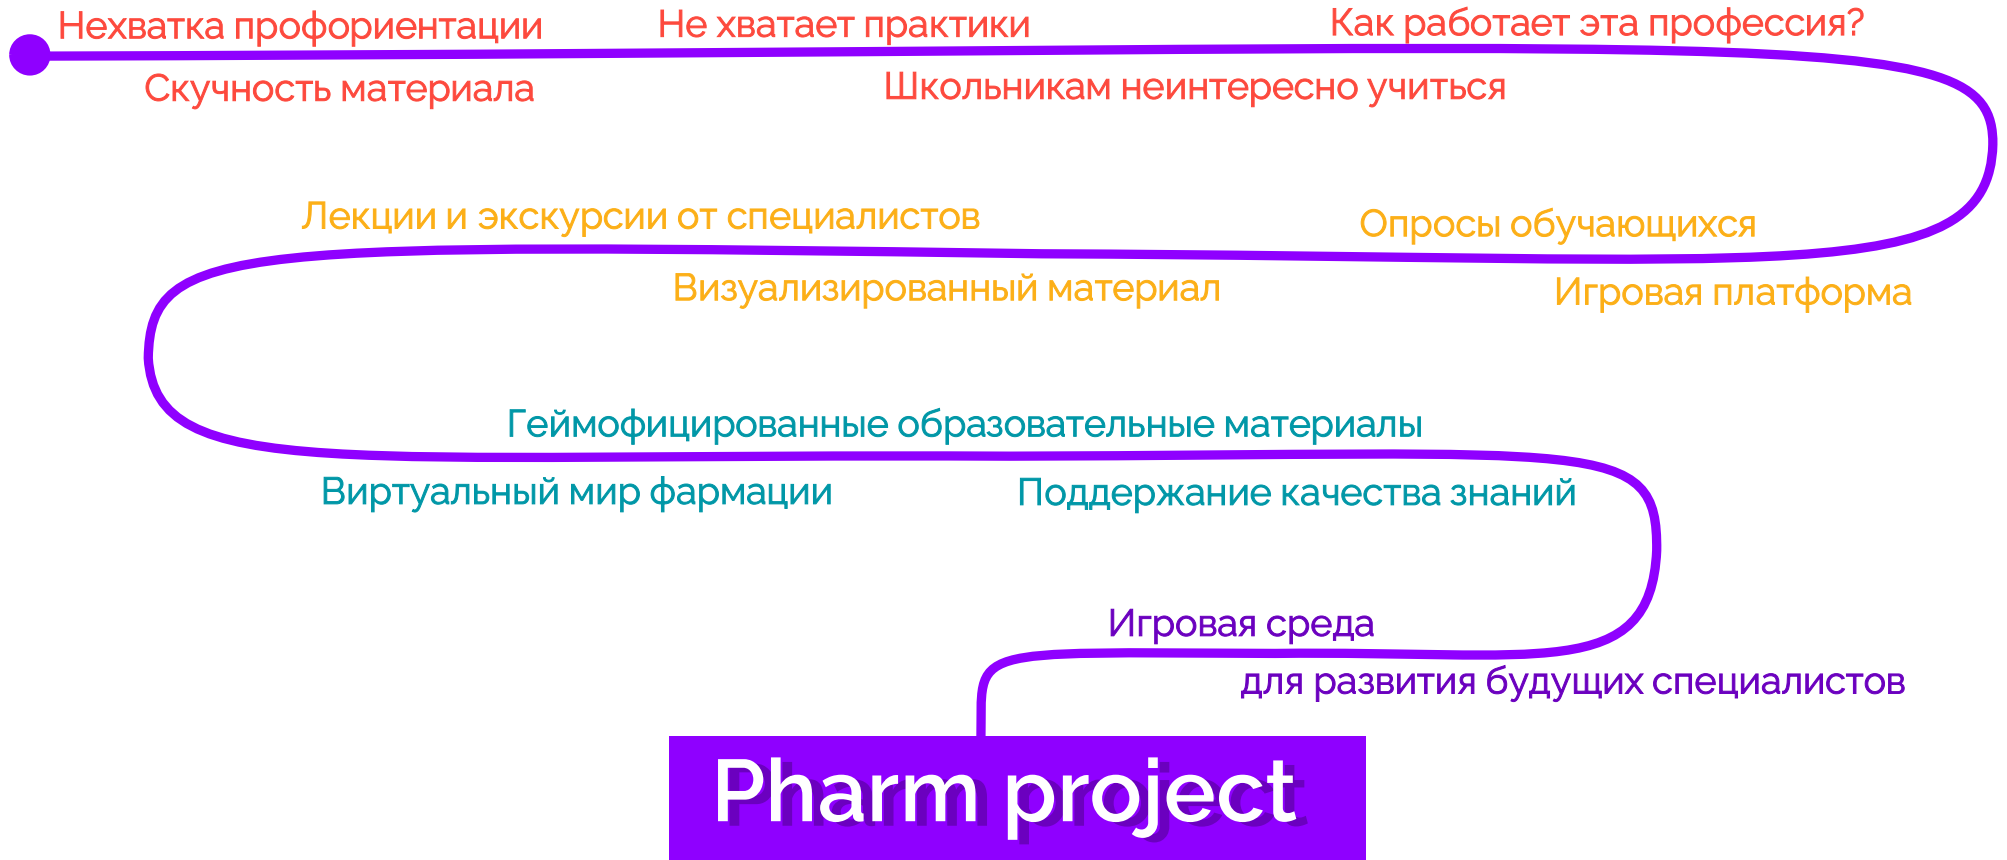 Нехватка профориентации
Не хватает практики
Как работает эта профессия?
Скучность материала
Школьникам неинтересно учиться
Лекции и экскурсии от специалистов
Опросы обучающихся
Визуализированный материал
Игровая платформа
Геймофицированные образовательные материалы
Виртуальный мир фармации
Поддержание качества знаний
Игровая среда
для развития будущих специалистов
Pharm project